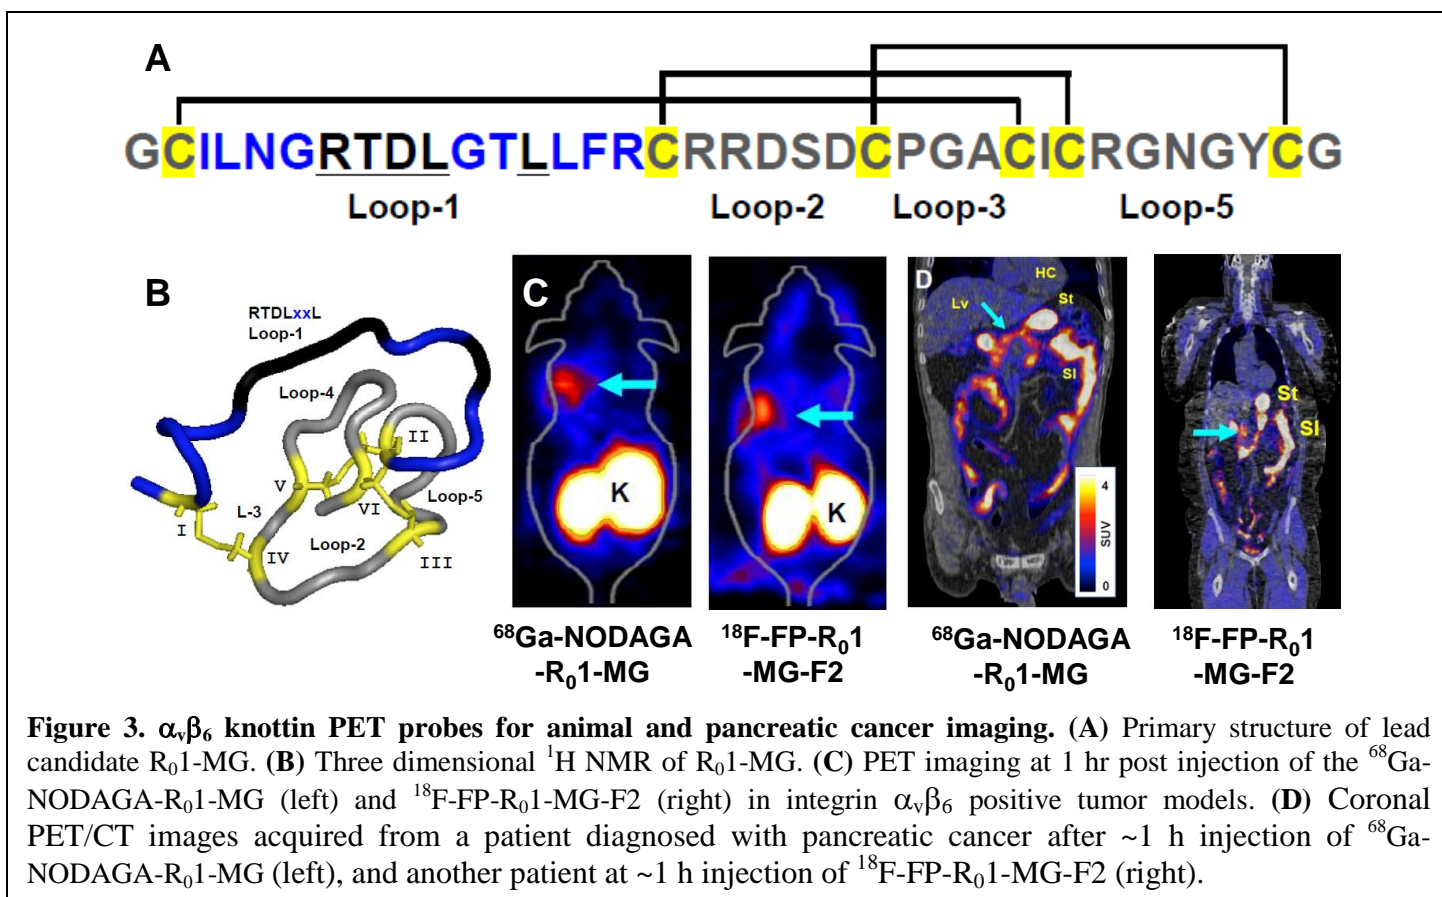 A
GCILNGRTDLGTLLFRCRRDSDCPGACICRGNGYCG
Loop-1 Loop-2 Loop-3 Loop-5
B
RTDLxxL
Loop-1
Loop-4
II
V
Loop-5
L-3
VI
I
Loop-2
IV
III
C
K
K
D
HC
Lv
St
SI
4
SUV
0
St
SI
⁶⁸Ga-NODAGA
-R₀1-MG
¹⁸F-FP-R₀1
-MG-F2
⁶⁸Ga-NODAGA
-R₀1-MG
¹⁸F-FP-R₀1
-MG-F2
Figure 3. αᵥβ₆ knottin PET probes for animal and pancreatic cancer imaging. (A) Primary structure of lead
candidate R₀1-MG. (B) Three dimensional ¹H NMR of R₀1-MG. (C) PET imaging at 1 hr post injection of the ⁶⁸Ga-
NODAGA-R₀1-MG (left) and ¹⁸F-FP-R₀1-MG-F2 (right) in integrin αᵥβ₆ positive tumor models. (D) Coronal
PET/CT images acquired from a patient diagnosed with pancreatic cancer after ~1 h injection of ⁶⁸Ga-
NODAGA-R₀1-MG (left), and another patient at ~1 h injection of ¹⁸F-FP-R₀1-MG-F2 (right).